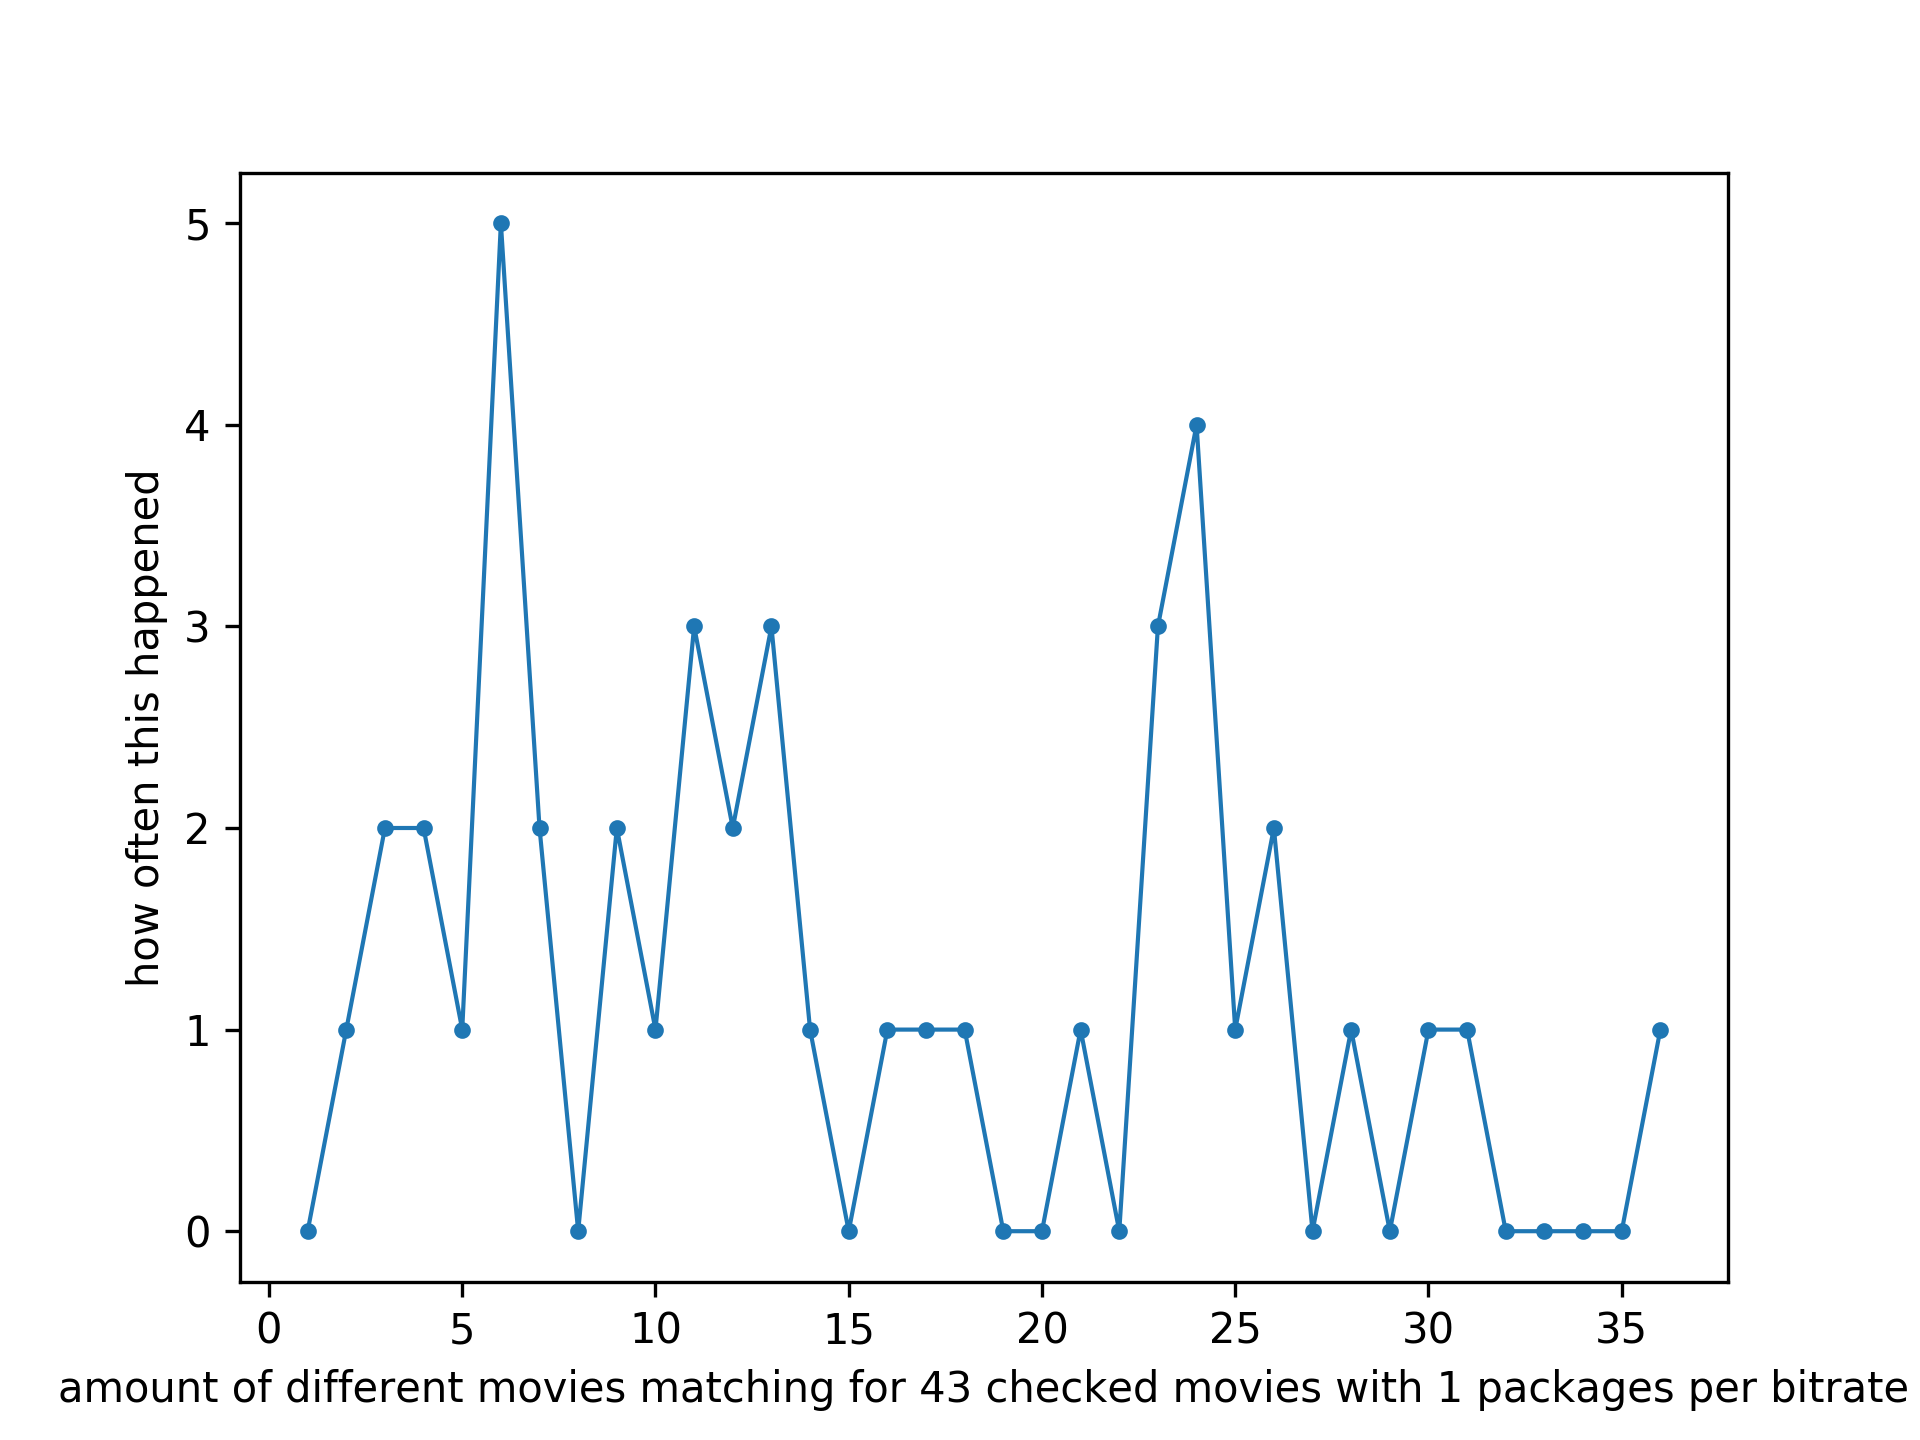 5
4
3
2
1
0
how often this happened
0 5 10 15 20 25 30 35
amount of different movies matching for 43 checked movies with 1 packages per bitrate